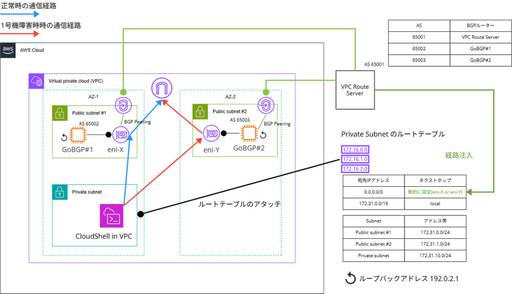 正常時の通信経路
1号機障害時の通信経路
aws
AWS Cloud
Virtual private cloud (VPC)
AZ-1
AZ-2
Public subnet #1
AS 65002
BGP Peering
GoBGP#1
eni-X
Public subnet #2
AS 65003
BGP Peering
eni-Y
GoBGP#2
Private subnet
CloudShell in VPC
ルートテーブルのアタッチ
AS 65001
VPC Route
Server
AS
BGPルーター
65001
VPC Route Server
65002
GoBGP#1
65003
GoBGP#2
Private Subnet のルートテーブル
172.16.0.0
172.16.1.0
172.16.2.0
経路注入
宛先IPアドレス
ネクストホップ
0.0.0.0/0
動的に設定(eni-X or eni-Y)
172.31.0.0/16
local
Subnet
アドレス帯
Public subnet #1
172.31.0.0/24
Public subnet #2
172.31.1.0/24
Private subnet
172.31.10.0/24
ループバックアドレス 192.0.2.1